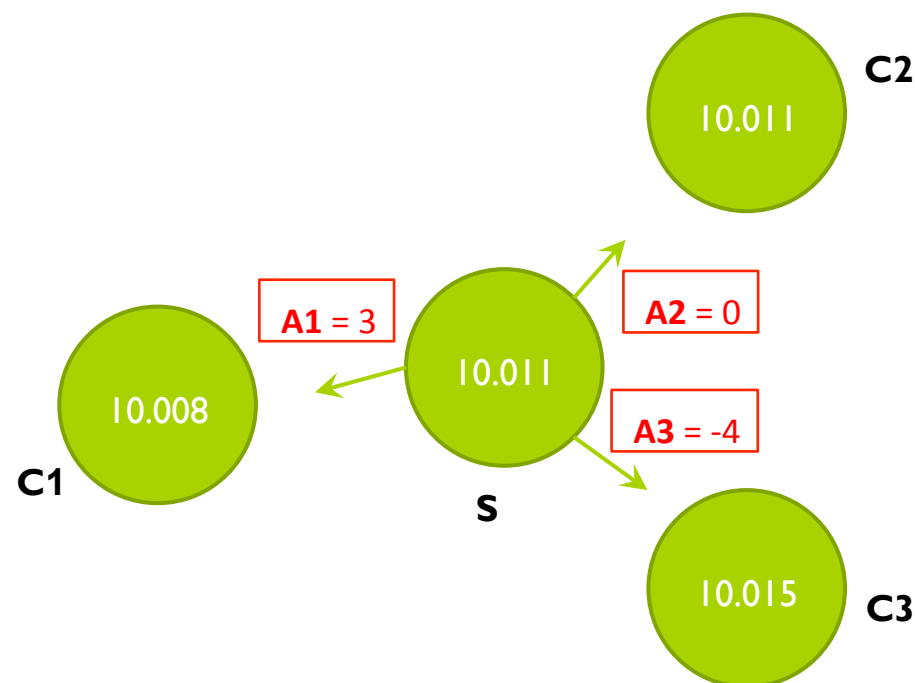 C2
10.011
A1 = 3
A2 = 0
10.011
10.008
A3 = -4
C1
S
10.015
C3